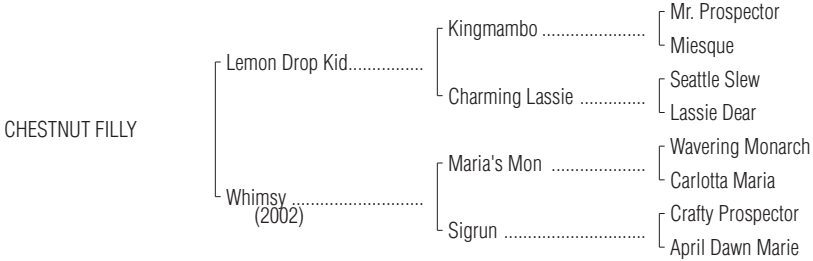 Mr. Prospector
Kingmambo ......................
Miesque
Lemon Drop Kid................
Seattle Slew
Charming Lassie ..............
Lassie Dear
CHESTNUT FILLY
Wavering Monarch
Maria's Mon ....................
Carlotta Maria
Whimsy ............................
(2002)
Crafty Prospector
Sigrun ..............................
April Dawn Marie